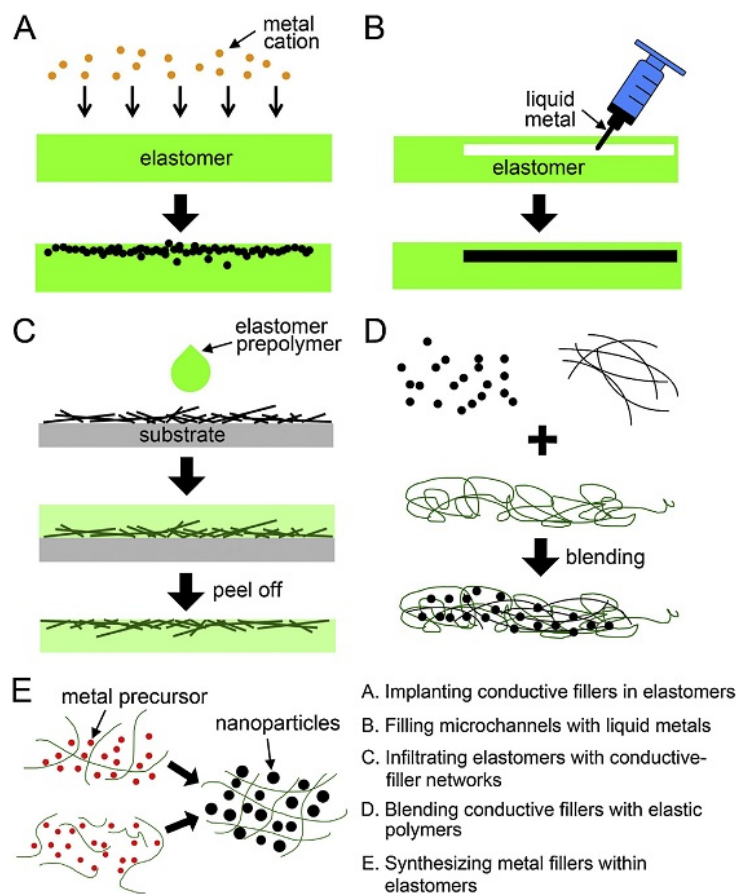 A
metal
cation
elastomer
B
liquid
metal
elastomer
C
elastomer
prepolymer
substrate
peel off
D
blending
E
metal precursor
nanoparticles
A. Implanting conductive fillers in elastomers
B. Filling microchannels with liquid metals
C. Infiltrating elastomers with conductive-
filler networks
D. Blending conductive fillers with elastic
polymers
E. Synthesizing metal fillers within
elastomers